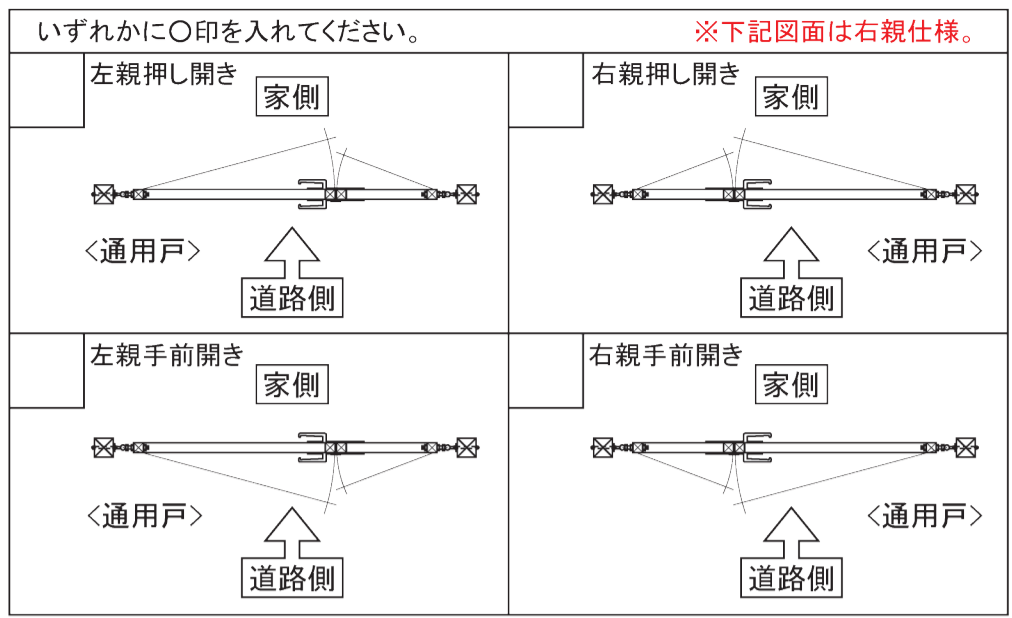 いずれかに〇印を入れてください。
※下記図面は右親仕様。
左親押し開き
家側
<通用戸>
道路側
右親押し開き
家側
<通用戸>
道路側
左親手前開き
家側
<通用戸>
道路側
右親手前開き
家側
<通用戸>
道路側